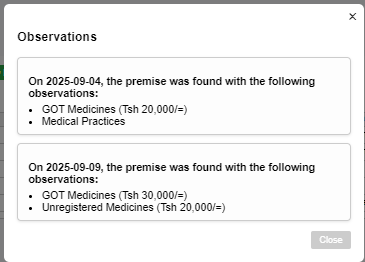 Observations
On 2025-09-04, the premise was found with the following
observations:
• GOT Medicines (Tsh 20,000/=)
• Medical Practices
On 2025-09-09, the premise was found with the following
observations:
• GOT Medicines (Tsh 30,000/=)
• Unregistered Medicines (Tsh 20,000/=)
Close